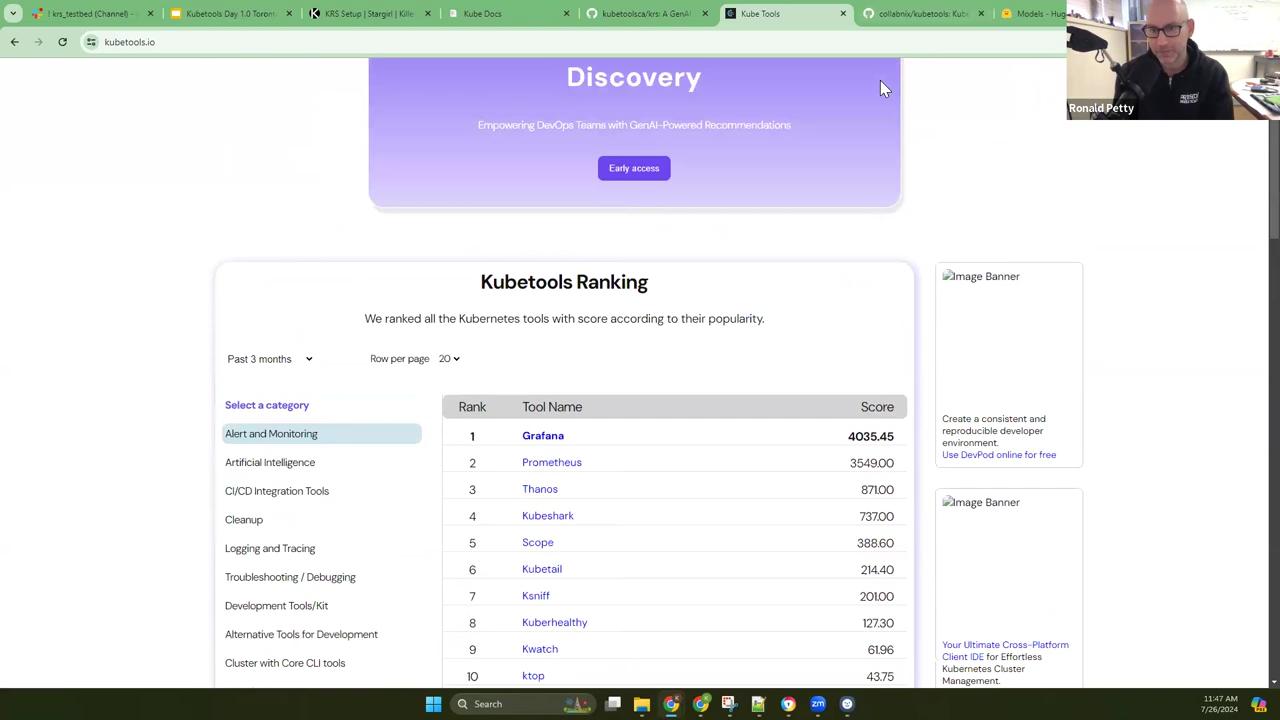 ! krs_testbed (Channel) -
Kubetools Day 1.0 Toronto
KRS Setup | Stargirl | Kille
Kube Docs
kubetoolsca/krs: A GenAI
Kube Tools
collabnix/kubetools: Kube
Models - Hug
kubetools.io
Ronald Petty
Discovery
Empowering DevOps Teams with GenAI-Powered Recommendations
Early access
Kubetools Ranking
We ranked all the Kubernetes tools with score according to their popularity.
Past 3 months
Row per page 20
Select a category
Alert and Monitoring
Artificial Intelligence
CI/CD Integration Tools
Cleanup
Logging and Tracing
Troubleshooting / Debugging
Development Tools/Kit
Alternative Tools for Development
Cluster with Core CLI tools
Rank Tool Name Score
1 Grafana 4035.45
2 Prometheus 3549.00
3 Thanos 871.00
4 Kubeshark 737.00
5 Scope 388.60
6 Kubetail 214.40
7 Ksniff 201.00
8 Kuberhealthy 127.30
9 Kwatch 61.96
10 ktop 43.75
Image Banner
Create a consistent and
reproducible developer
environment.
Use DevPod online for free
Image Banner
Your Ultimate Cross-Platform
Client IDE for Effortless
Kubernetes Cluster
Management.
Search
zm
11:47 AM
7/26/2024